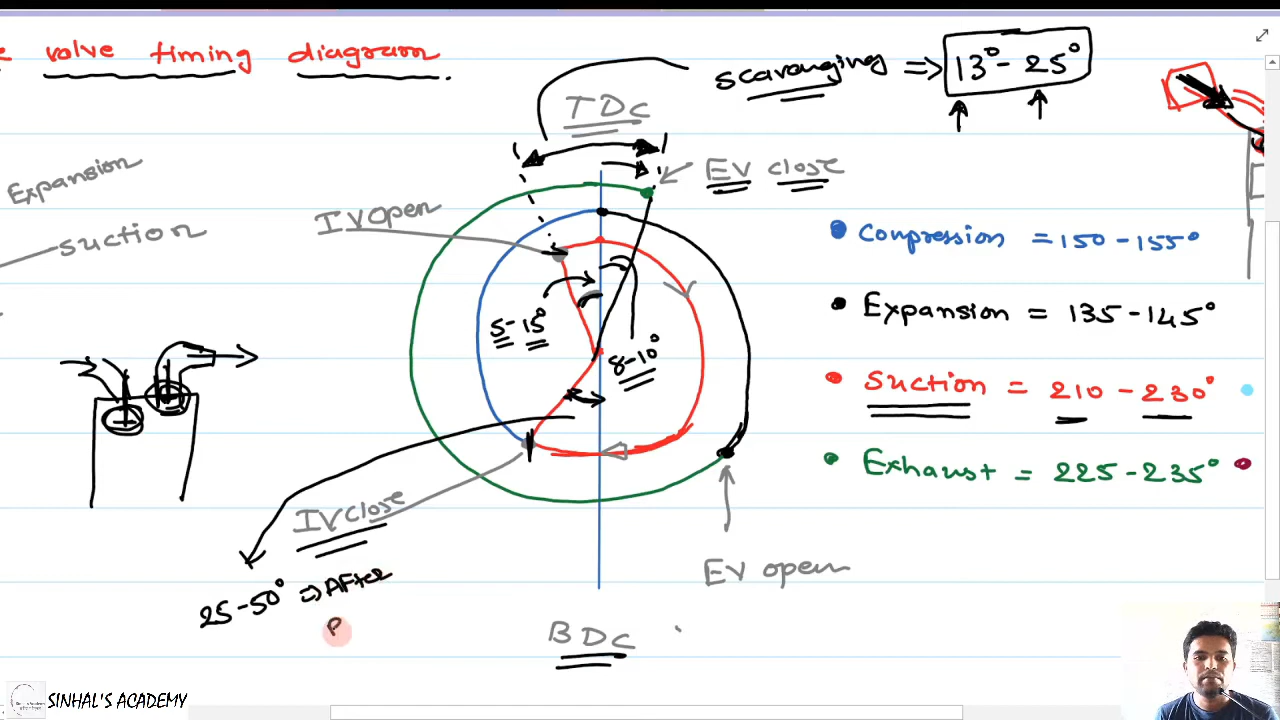 e valve timing diagram.
scavanging ⇒ 13° - 25°
TDC
EV close
Expansion
suction
IV open
Compression = 150 - 155°
5-15°
Expansion = 135 - 145°
8-10°
Suction = 210 - 230°
Exhaust = 225 - 235°
IV close
EV open
25-50° ⇒ After
P
BDC
SINHAL'S ACADEMY